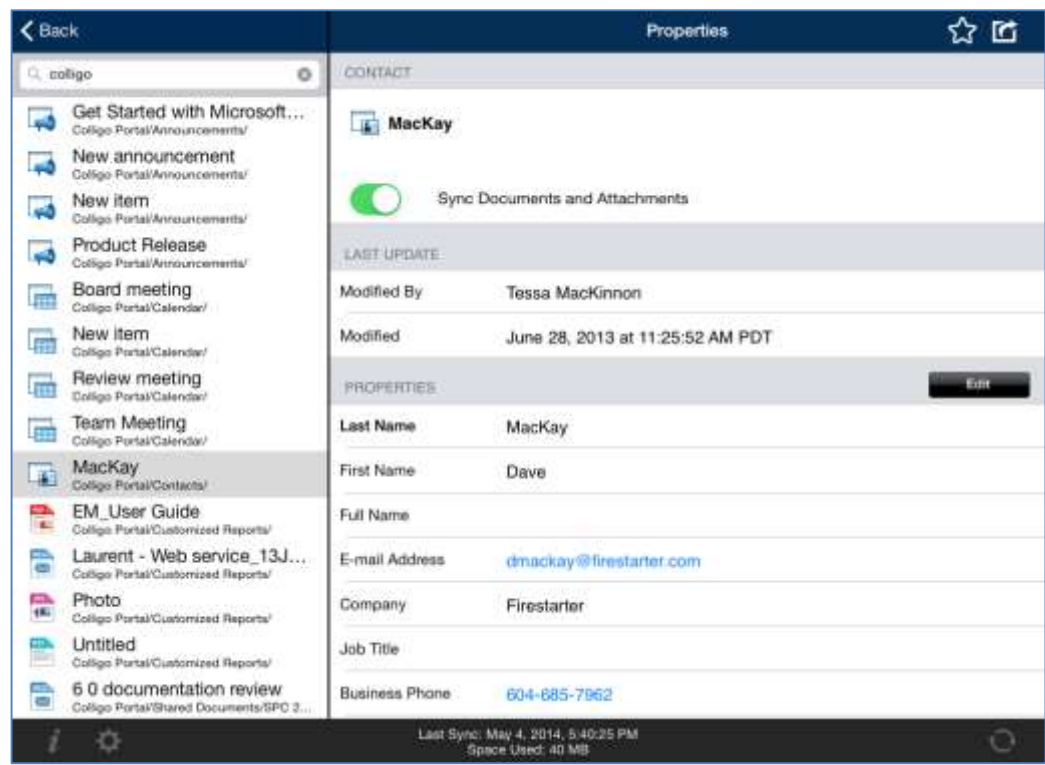 Back
Properties
colligo
Get Started with Microsoft...
Colligo Portal/Announcements/
New announcement
Colligo Portal/Announcements/
New item
Colligo Portal/Announcements/
Product Release
Colligo Portal/Announcements/
Board meeting
Colligo Portal/Calendar/
New item
Colligo Portal/Calendar/
Review meeting
Colligo Portal/Calendar/
Team Meeting
Colligo Portal/Calendar/
MacKay
Colligo Portal/Contacts/
EM_User Guide
Colligo Portal/Customized Reports/
Laurent - Web service_13J...
Colligo Portal/Customized Reports/
Photo
Colligo Portal/Customized Reports/
Untitled
Colligo Portal/Customized Reports/
6 0 documentation review
Colligo Portal/Shared Documents/SPC 2...
CONTACT
MacKay
Sync Documents and Attachments
LAST UPDATE
Modified By Tessa MacKinnon
Modified June 28, 2013 at 11:25:52 AM PDT
PROPERTIES Edit
Last Name MacKay
First Name Dave
Full Name
E-mail Address dmackay@firestarter.com
Company Firestarter
Job Title
Business Phone 604-685-7962
Last Sync: May 4, 2014, 5:40:25 PM
Space Used: 40 MB